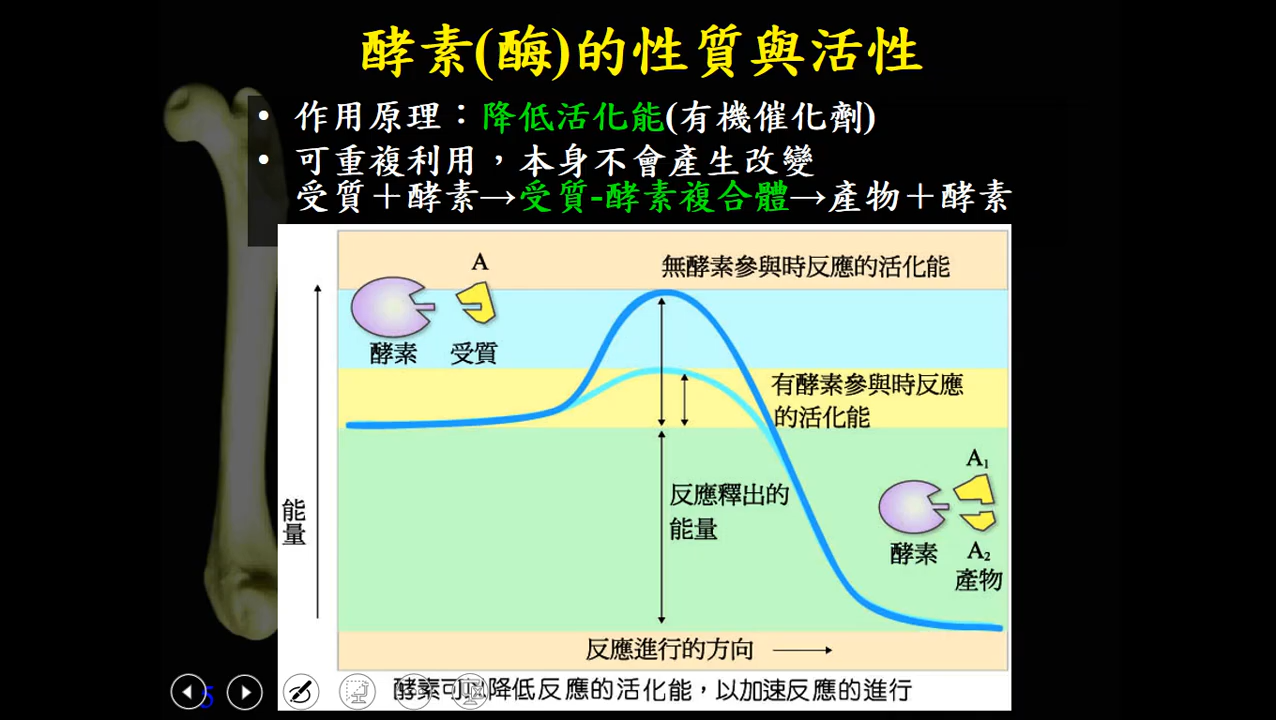 酵素(酶)的性質與活性
• 作用原理：降低活化能(有機催化劑)
• 可重複利用，本身不會產生改變
受質＋酵素→受質-酵素複合體→產物＋酵素
A
無酵素參與時反應的活化能
酵素
受質
有酵素參與時反應
的活化能
能量
反應釋出的
能量
A₁
酵素
A₂
產物
反應進行的方向
酵素可以降低反應的活化能，以加速反應的進行
5